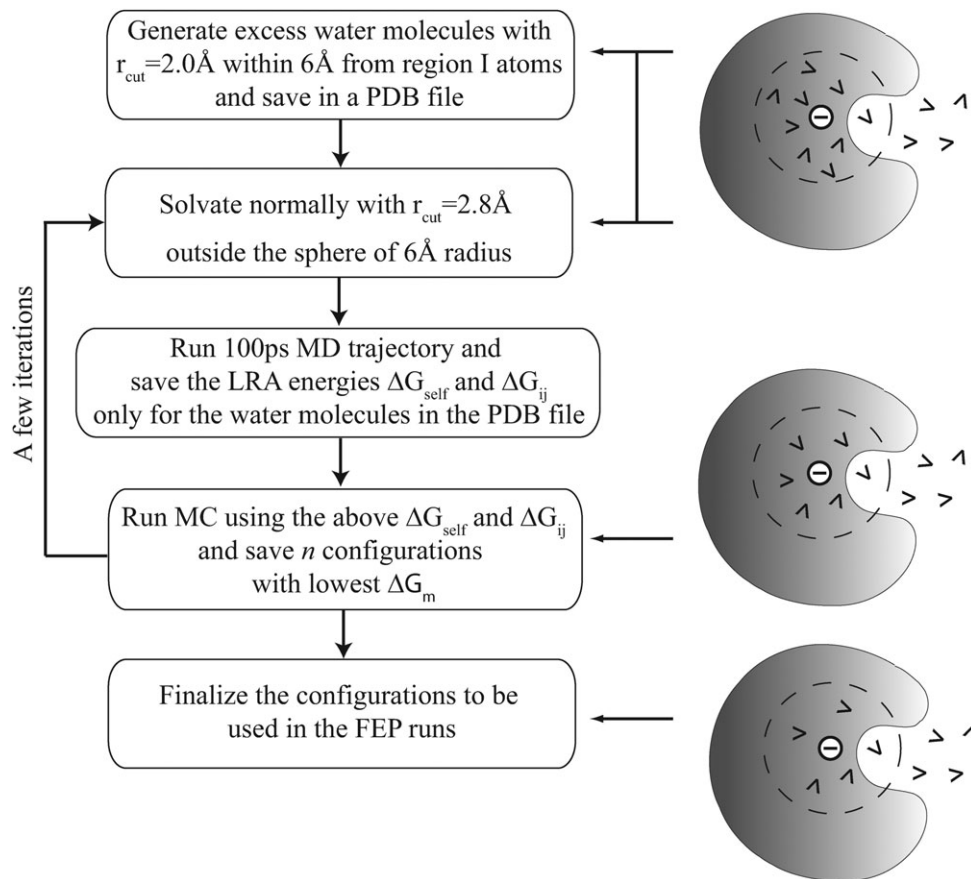 Generate excess water molecules with
r_cut=2.0Å within 6Å from region I atoms
and save in a PDB file
Solvate normally with r_cut=2.8Å
outside the sphere of 6Å radius
Run 100ps MD trajectory and
save the LRA energies ΔG_self and ΔG_ij
only for the water molecules in the PDB file
Run MC using the above ΔG_self and ΔG_ij
and save n configurations
with lowest ΔG_m
Finalize the configurations to be
used in the FEP runs
A few iterations